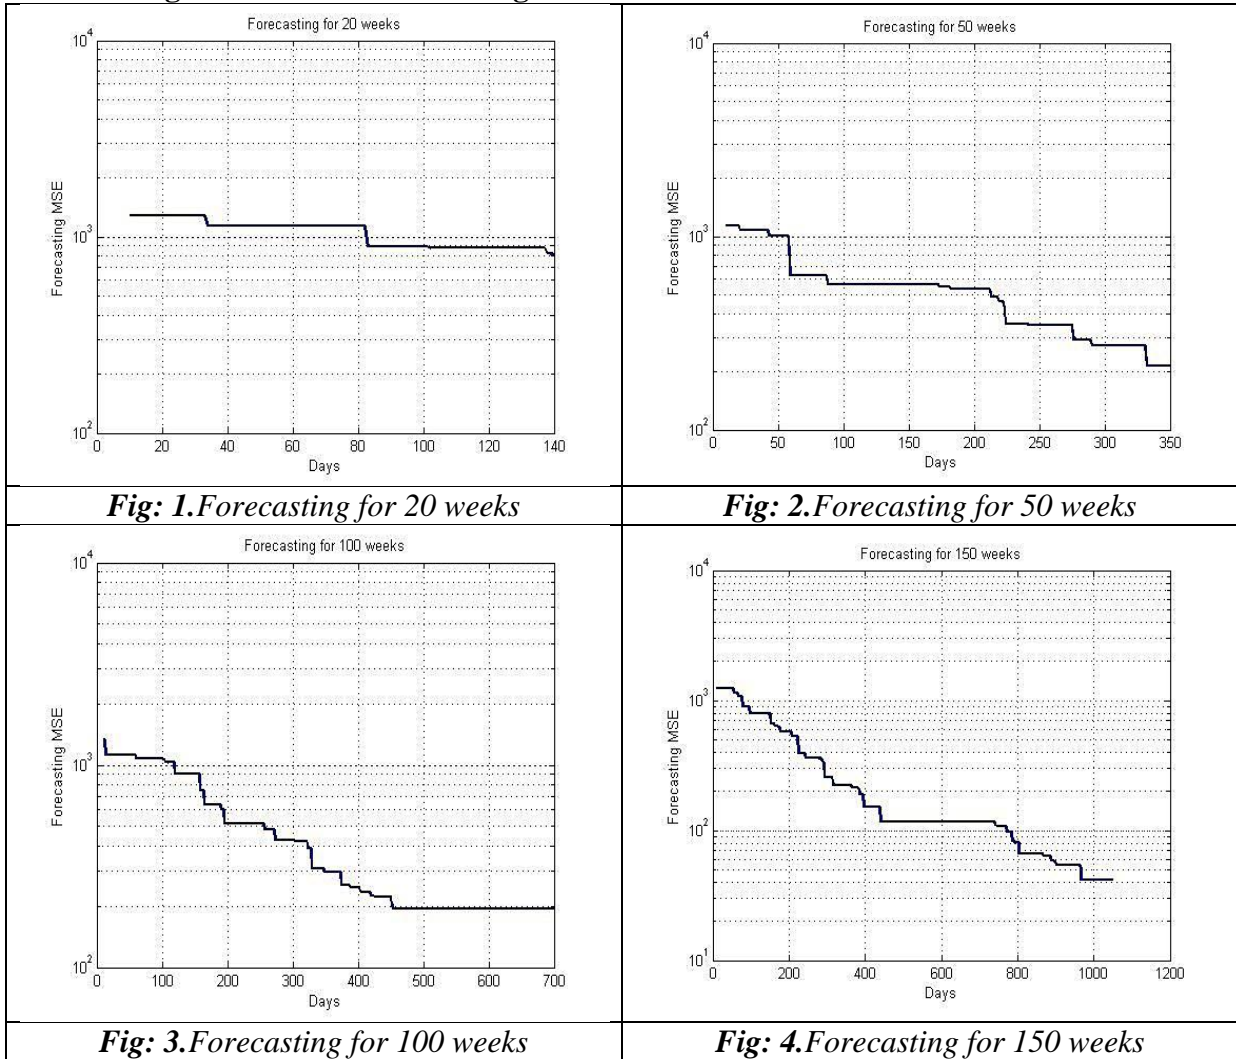 Forecasting for 20 weeks
10^4
10^3
10^2
Forecasting MSE
0 20 40 60 80 100 120 140
Days
Fig: 1.Forecasting for 20 weeks
Forecasting for 50 weeks
10^4
10^3
10^2
Forecasting MSE
0 50 100 150 200 250 300 350
Days
Fig: 2.Forecasting for 50 weeks
Forecasting for 100 weeks
10^4
10^3
10^2
Forecasting MSE
0 100 200 300 400 500 600 700
Days
Fig: 3.Forecasting for 100 weeks
Forecasting for 150 weeks
10^4
10^3
10^2
10^1
Forecasting MSE
0 200 400 600 800 1000 1200
Days
Fig: 4.Forecasting for 150 weeks